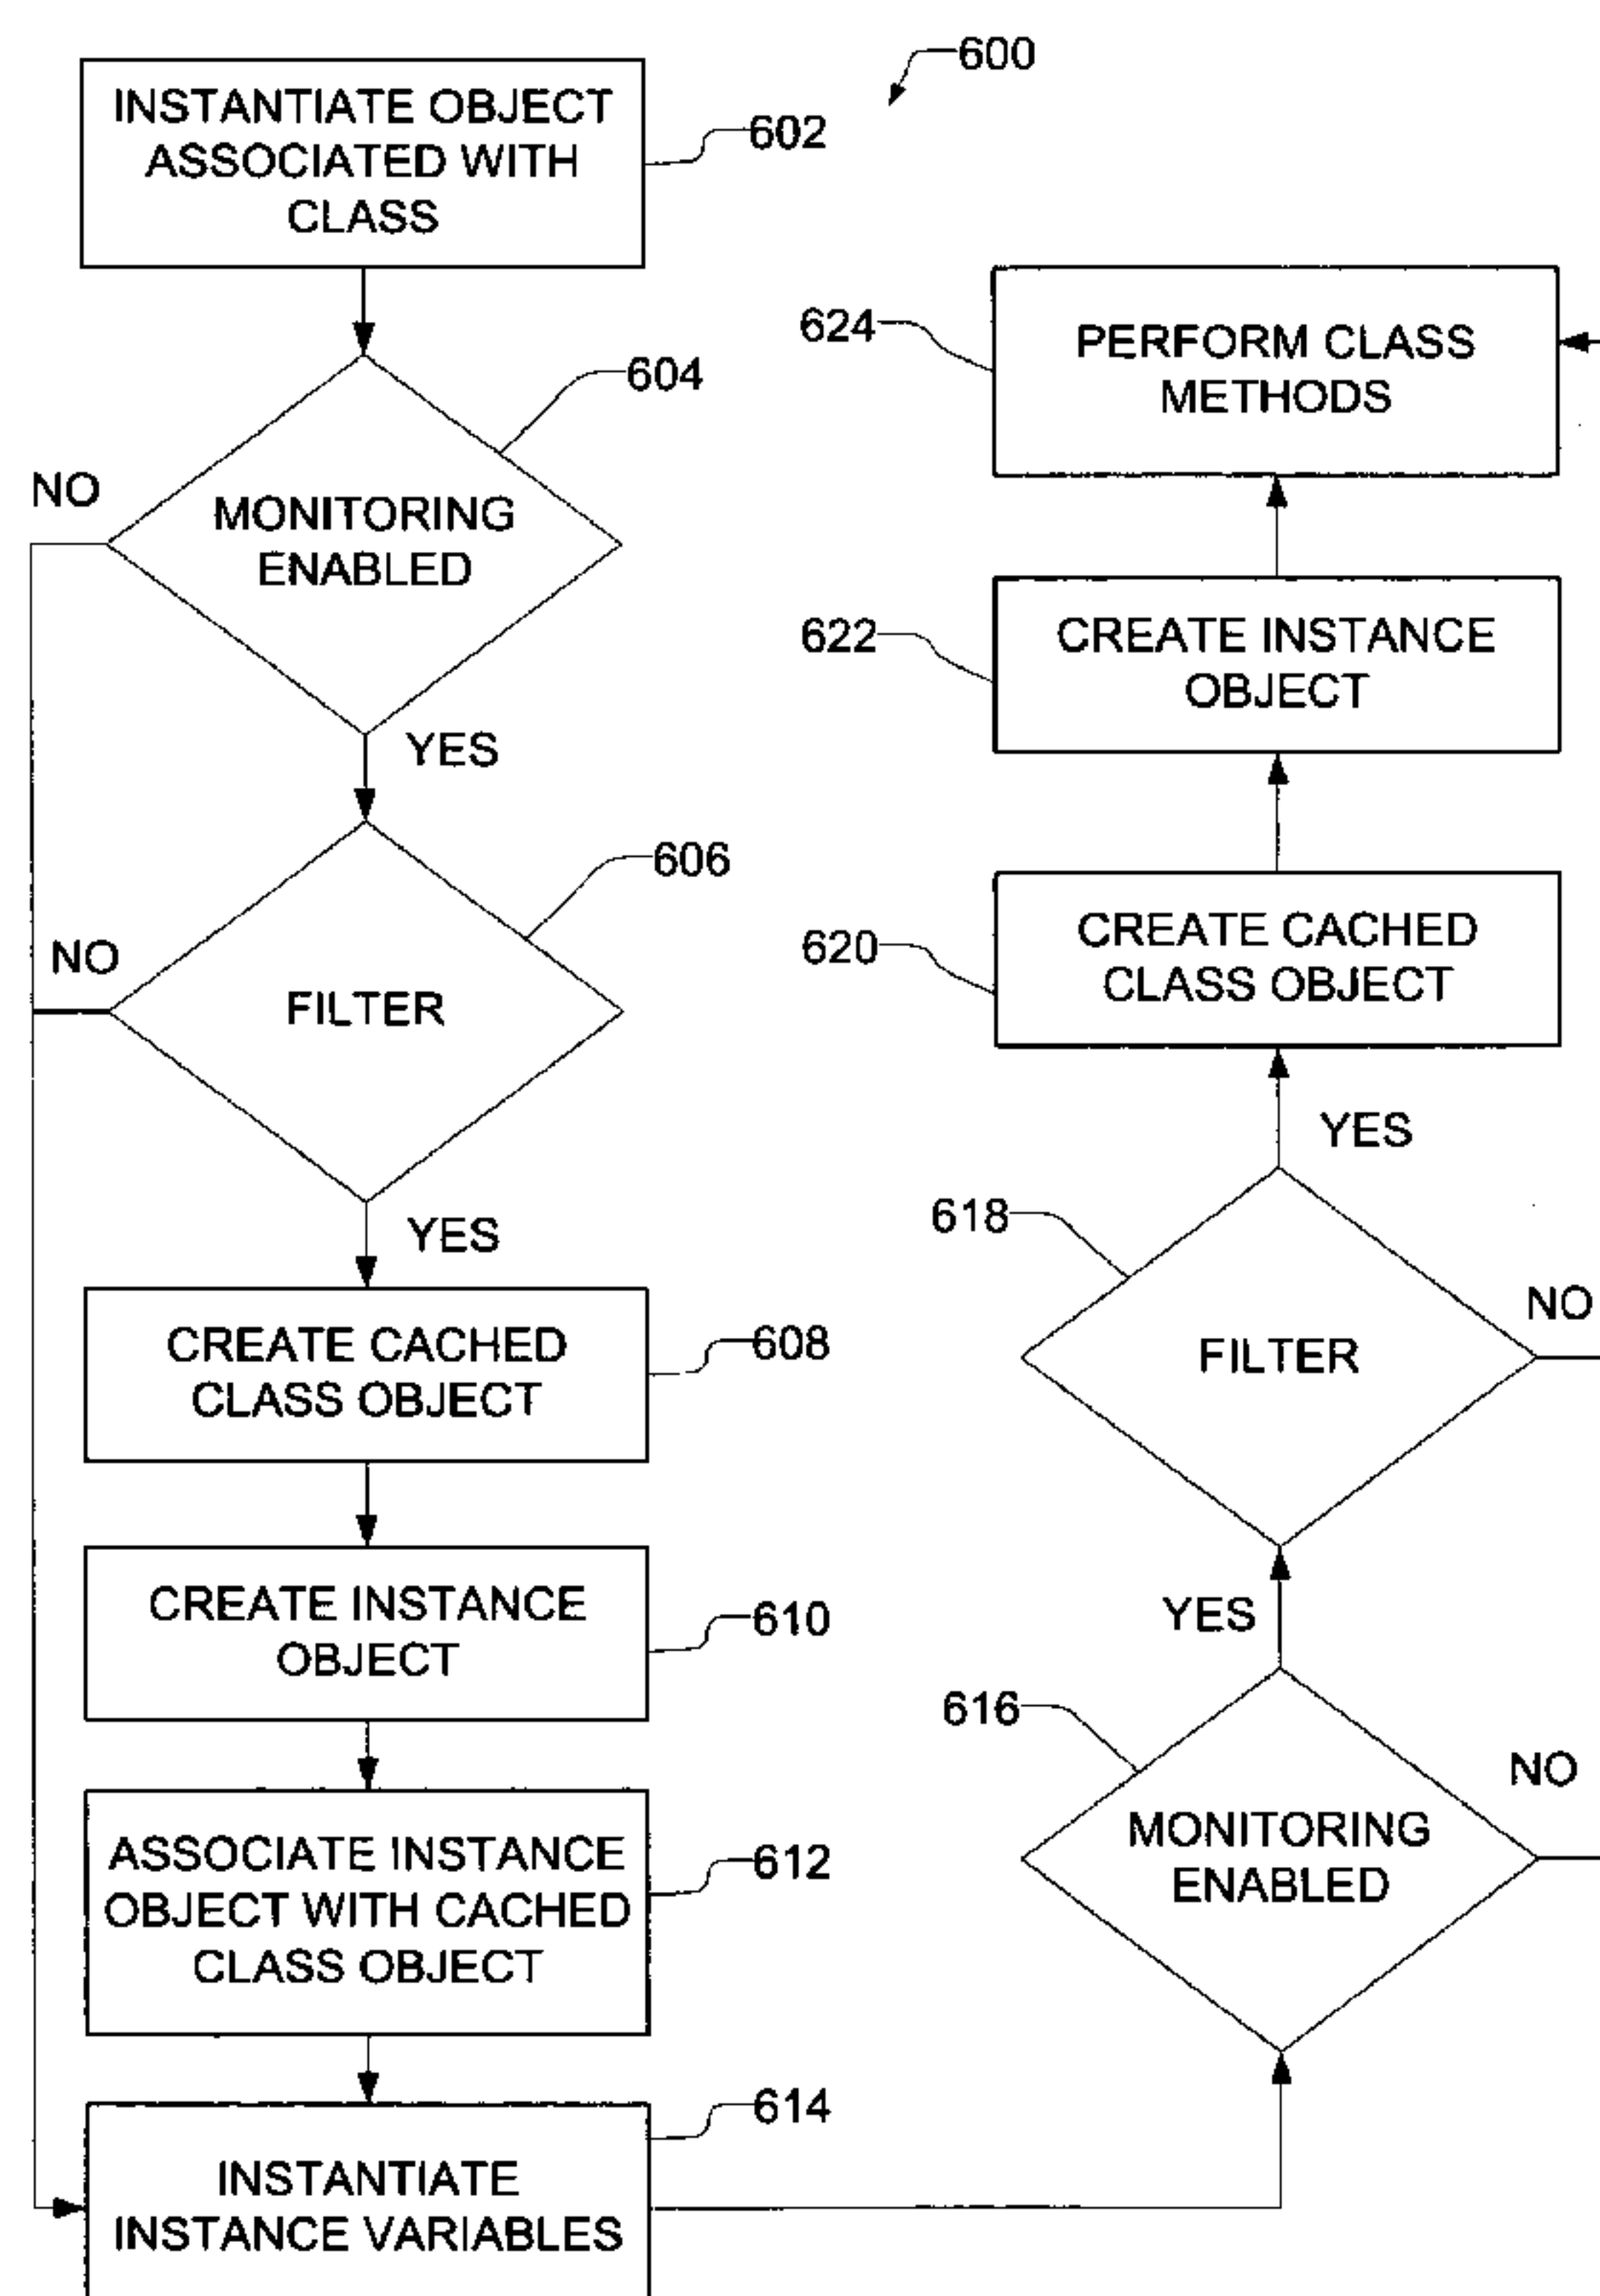 600
INSTANTIATE OBJECT
ASSOCIATED WITH
CLASS
602
604
NO
MONITORING
ENABLED
YES
606
NO
FILTER
YES
CREATE CACHED
CLASS OBJECT
608
CREATE INSTANCE
OBJECT
610
ASSOCIATE INSTANCE
OBJECT WITH CACHED
CLASS OBJECT
612
614
INSTANTIATE
INSTANCE VARIABLES
624
PERFORM CLASS
METHODS
622
CREATE INSTANCE
OBJECT
620
CREATE CACHED
CLASS OBJECT
YES
618
NO
FILTER
YES
616
NO
MONITORING
ENABLED